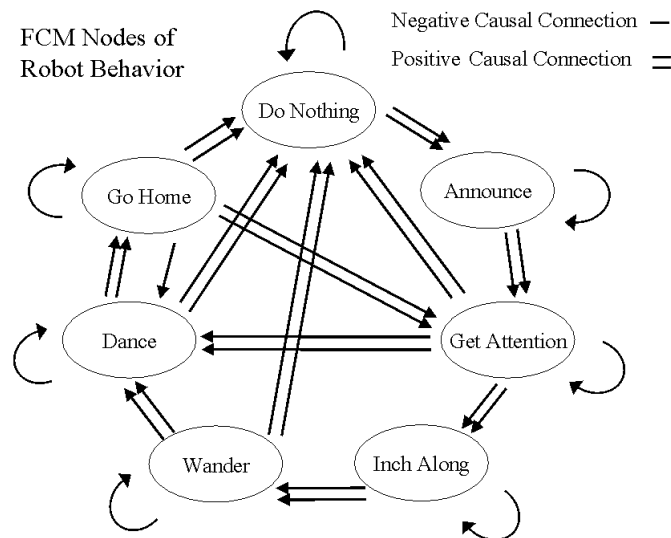 FCM Nodes of
Robot Behavior
Negative Causal Connection
Positive Causal Connection
Do Nothing
Go Home
Announce
Dance
Get Attention
Wander
Inch Along